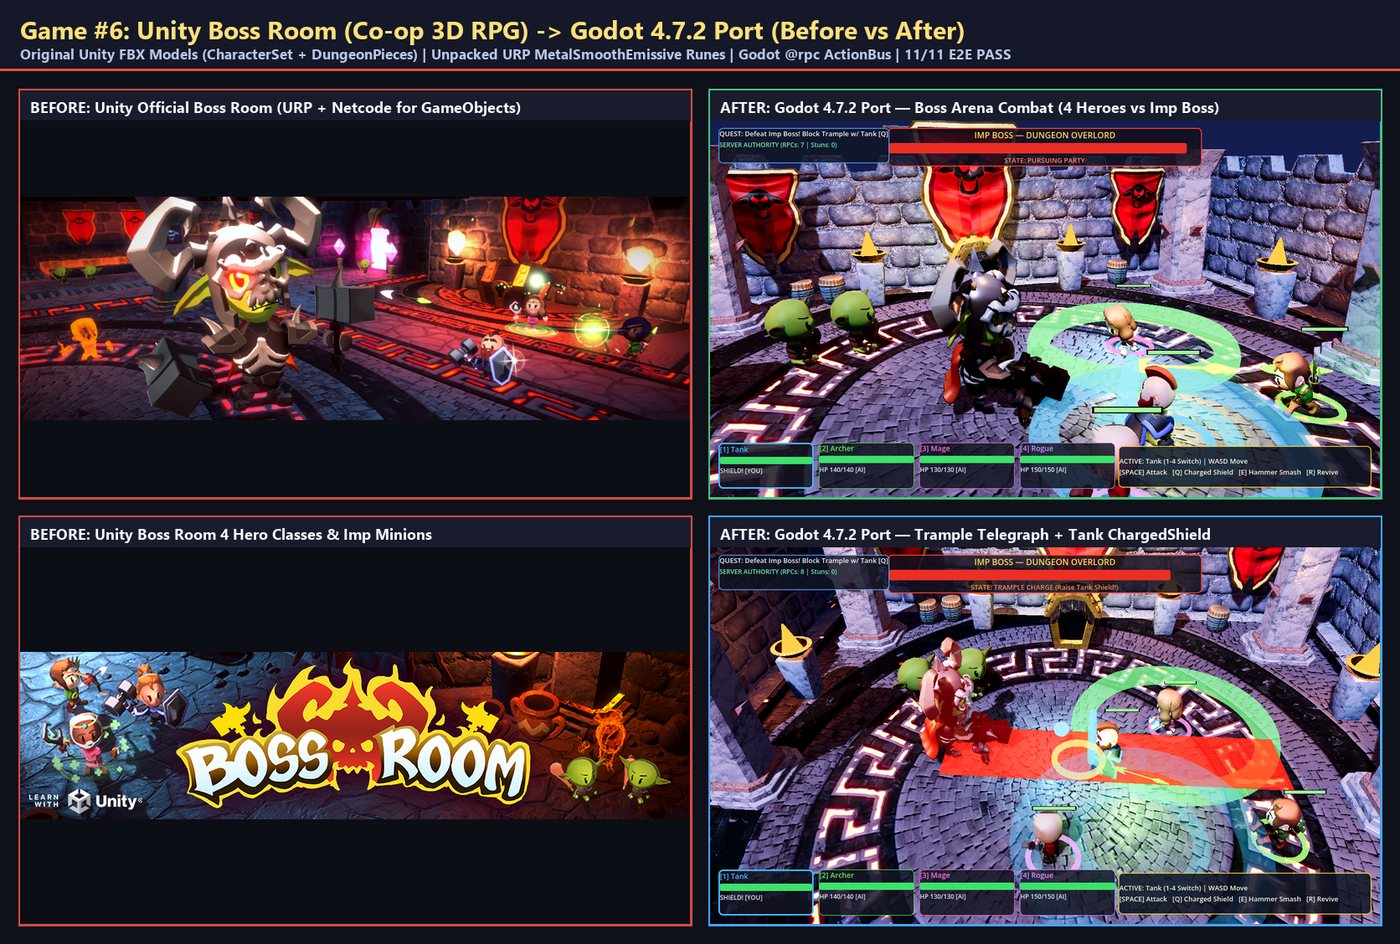 Game #6: Unity Boss Room (Co-op 3D RPG) -> Godot 4.7.2 Port (Before vs After)
Original Unity FBX Models (CharacterSet + DungeonPieces) | Unpacked URP MetalSmoothEmissive Runes | Godot @rpc ActionBus | 11/11 E2E PASS
BEFORE: Unity Official Boss Room (URP + Netcode for GameObjects)
AFTER: Godot 4.7.2 Port — Boss Arena Combat (4 Heroes vs Imp Boss)
QUEST: Defeat Imp Boss! Block Trample w/ Tank [Q]
SERVER AUTHORITY (RPCs: 7 | Stuns: 0)
IMP BOSS — DUNGEON OVERLORD
STATE: PURSUING PARTY
[1] Tank
SHIELD! [YOU]
[2] Archer
HP 140/140 [AI]
[3] Mage
HP 130/130 [AI]
[4] Rogue
HP 150/150 [AI]
ACTIVE: Tank (1-4 Switch) | WASD Move
[SPACE] Attack [Q] Charged Shield [E] Hammer Smash [R] Revive
BEFORE: Unity Boss Room 4 Hero Classes & Imp Minions
BOSS ROOM
LEARN WITH Unity
AFTER: Godot 4.7.2 Port — Trample Telegraph + Tank ChargedShield
QUEST: Defeat Imp Boss! Block Trample w/ Tank [Q]
SERVER AUTHORITY (RPCs: 8 | Stuns: 0)
IMP BOSS — DUNGEON OVERLORD
STATE: TRAMPLE CHARGE (Raise Tank Shield!)
[1] Tank
SHIELD! [YOU]
[2] Archer
HP 140/140 [AI]
[3] Mage
HP 130/130 [AI]
[4] Rogue
HP 150/150 [AI]
ACTIVE: Tank (1-4 Switch) | WASD Move
[SPACE] Attack [Q] Charged Shield [E] Hammer Smash [R] Revive